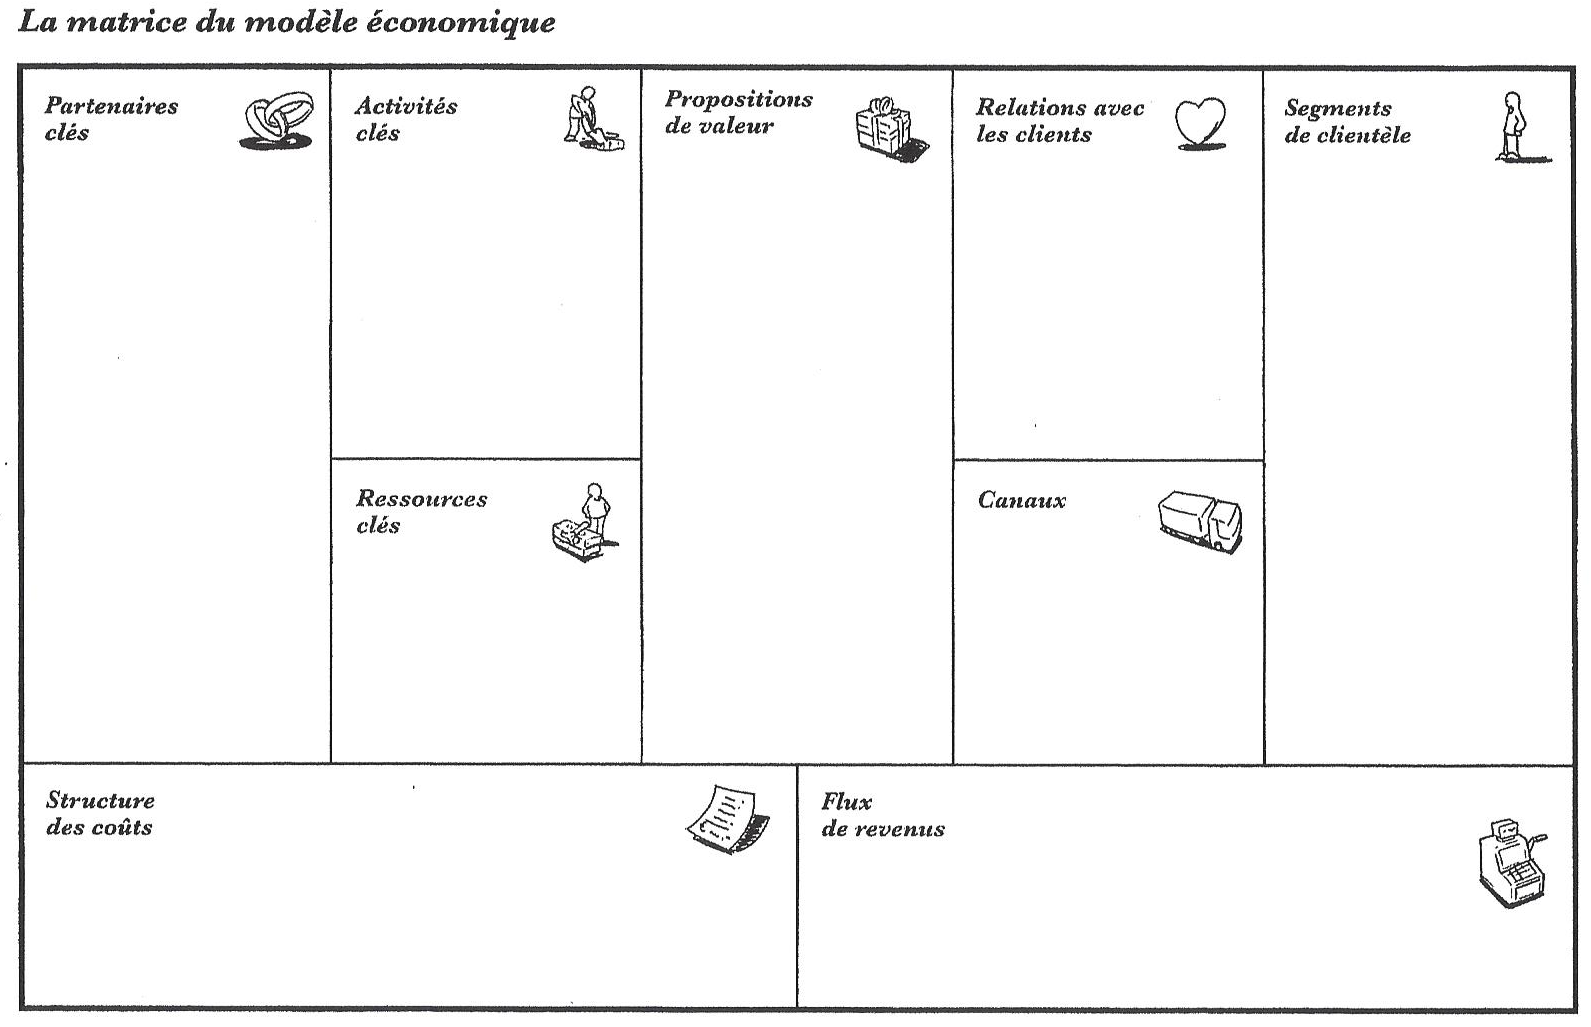 La matrice du modèle économique
Partenaires
clés
Activités
clés
Ressources
clés
Propositions
de valeur
Relations avec
les clients
Canaux
Segments
de clientèle
Structure
des coûts
Flux
de revenus